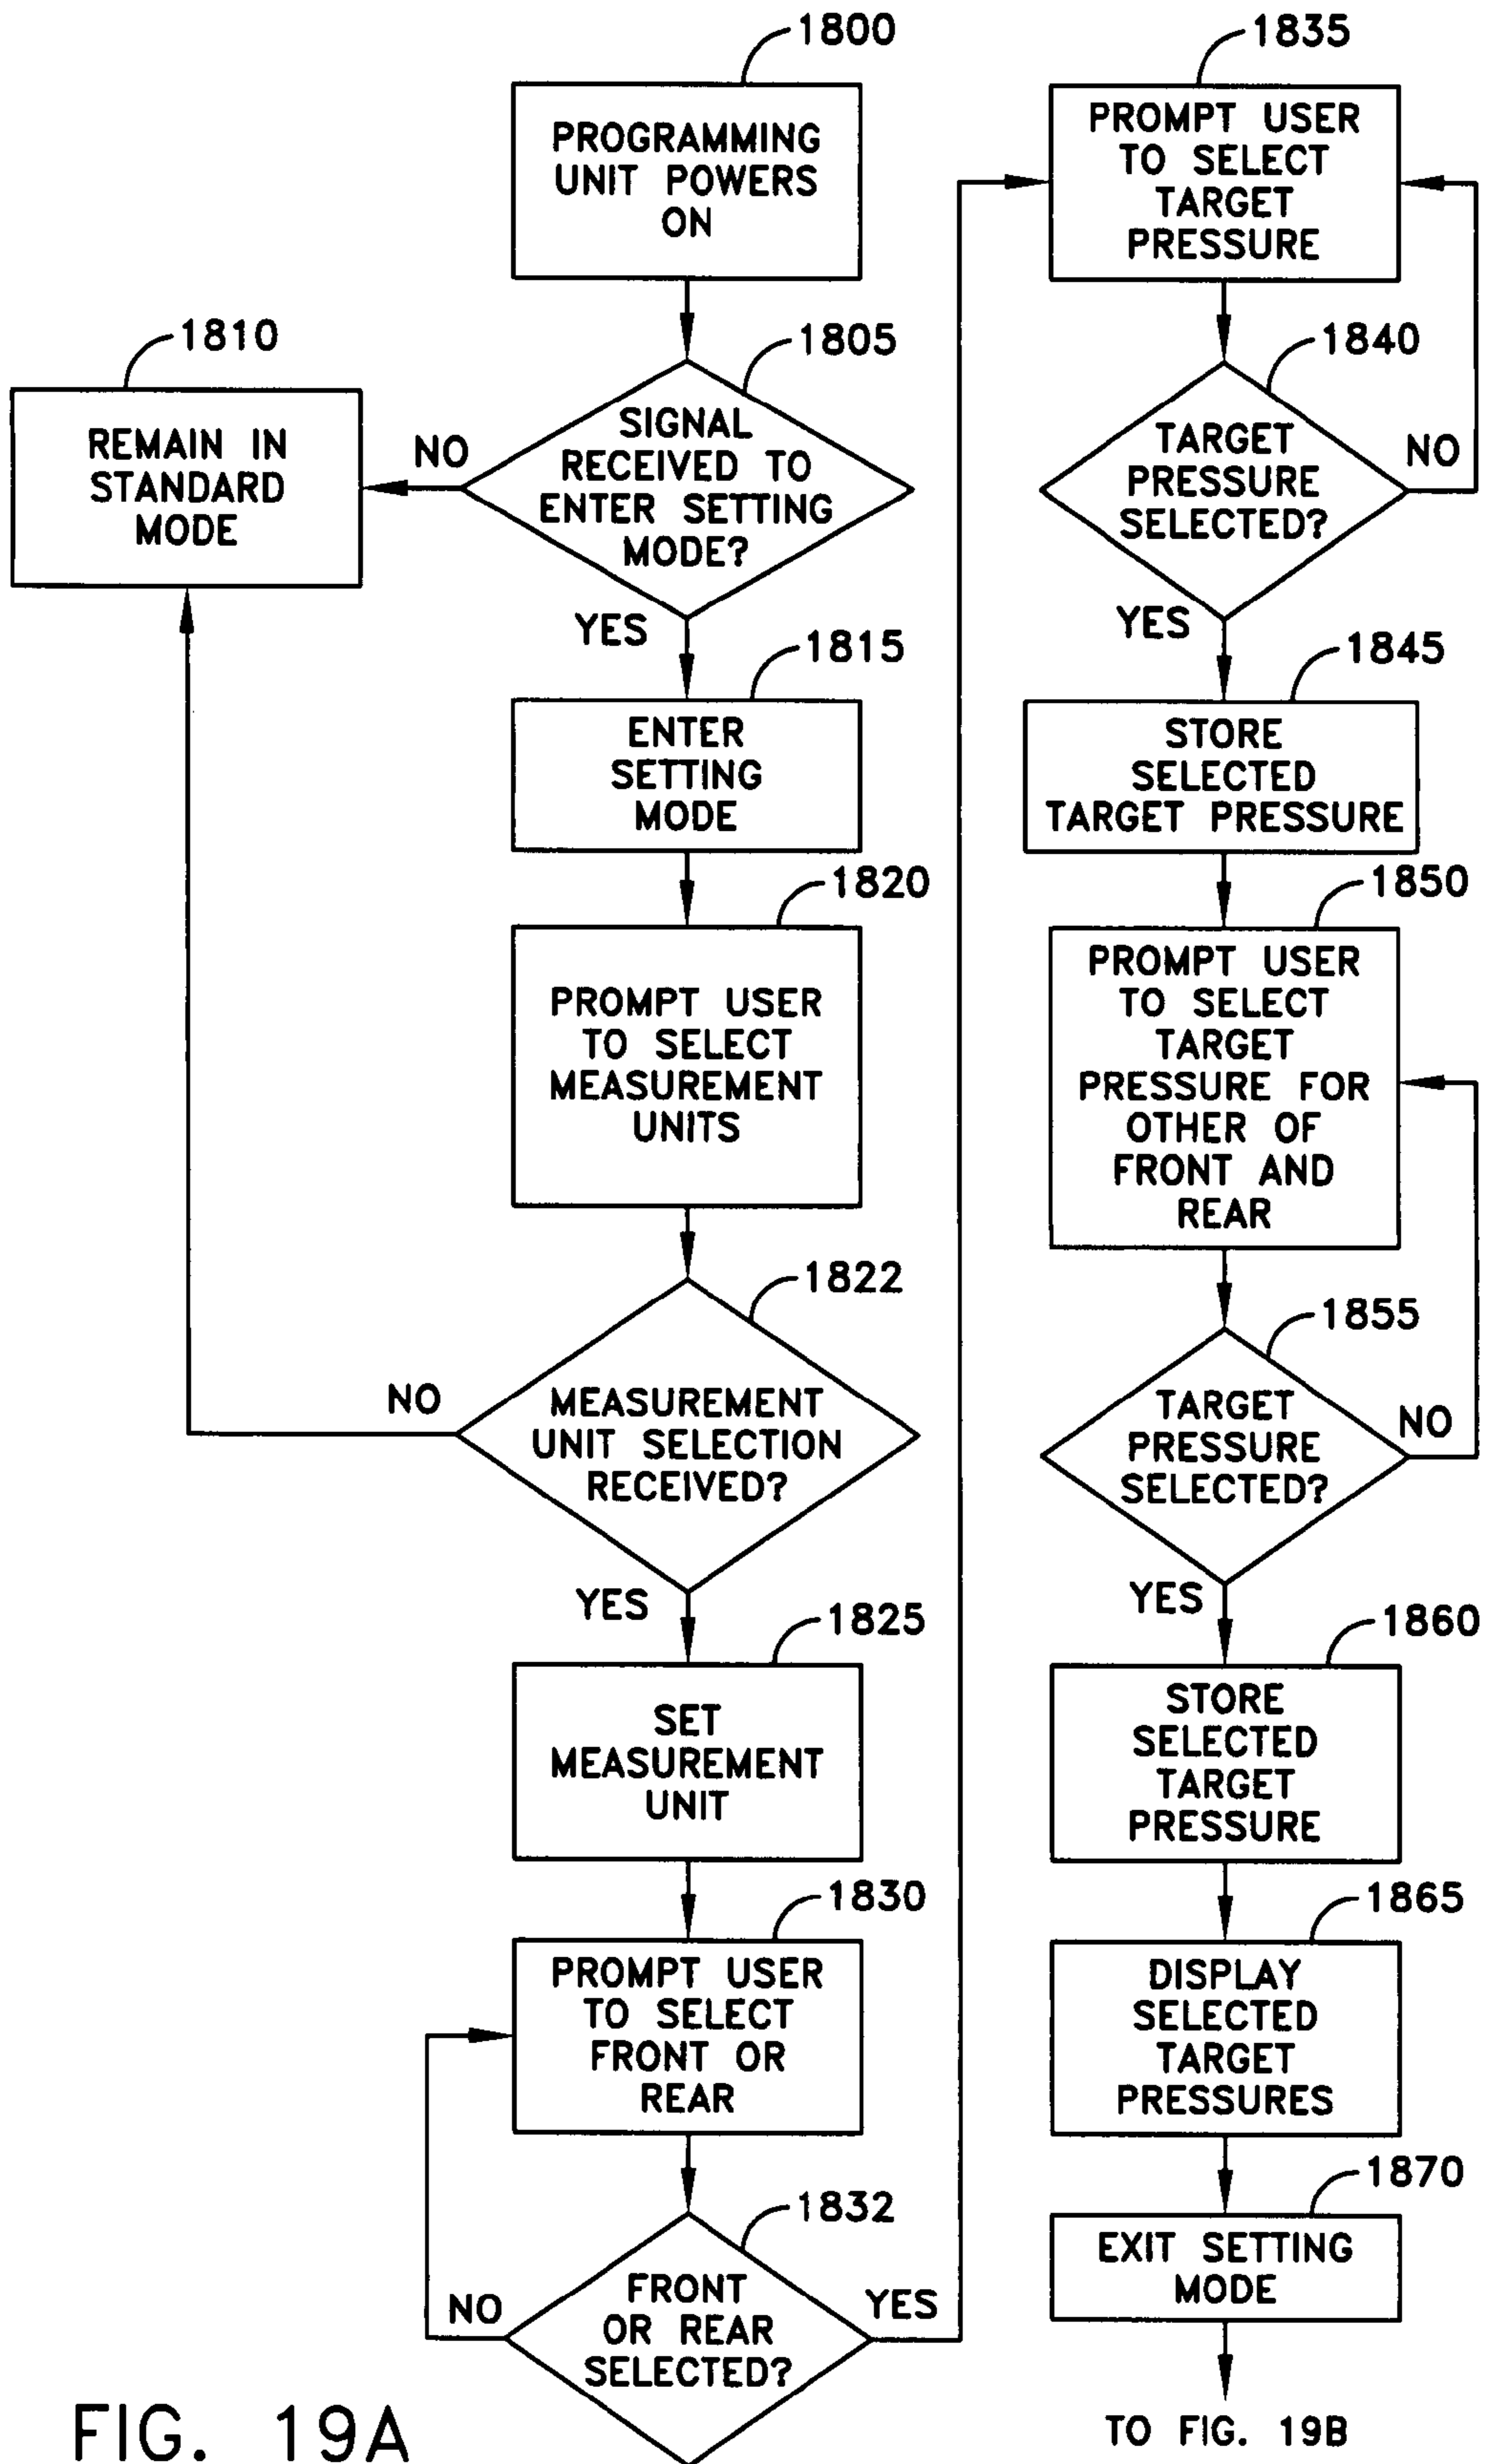 1800
PROGRAMMING
UNIT POWERS
ON
1805
SIGNAL
RECEIVED TO
ENTER SETTING
MODE?
NO
1810
REMAIN IN
STANDARD
MODE
YES
1815
ENTER
SETTING
MODE
1820
PROMPT USER
TO SELECT
MEASUREMENT
UNITS
1822
MEASUREMENT
UNIT SELECTION
RECEIVED?
NO
YES
1825
SET
MEASUREMENT
UNIT
1830
PROMPT USER
TO SELECT
FRONT OR
REAR
1832
FRONT
OR REAR
SELECTED?
NO
YES
1835
PROMPT USER
TO SELECT
TARGET
PRESSURE
1840
TARGET
PRESSURE
SELECTED?
NO
YES
1845
STORE
SELECTED
TARGET PRESSURE
1850
PROMPT USER
TO SELECT
TARGET
PRESSURE FOR
OTHER OF
FRONT AND
REAR
1855
TARGET
PRESSURE
SELECTED?
NO
YES
1860
STORE
SELECTED
TARGET
PRESSURE
1865
DISPLAY
SELECTED
TARGET
PRESSURES
1870
EXIT SETTING
MODE
TO FIG. 19B
FIG. 19A